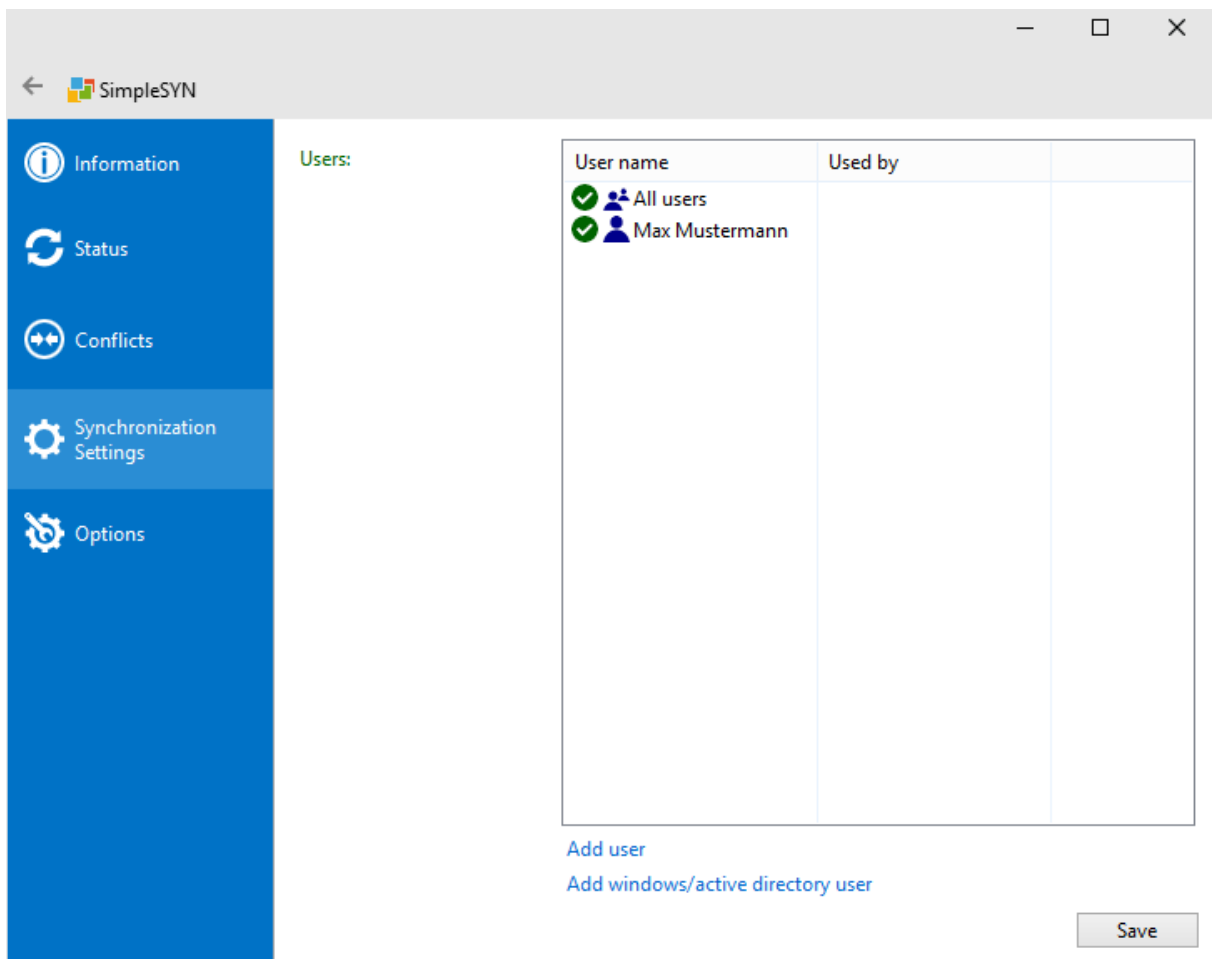 SimpleSYN
Information
Status
Conflicts
Synchronization
Settings
Options
Users:
User name Used by
All users
Max Mustermann
Add user
Add windows/active directory user
Save